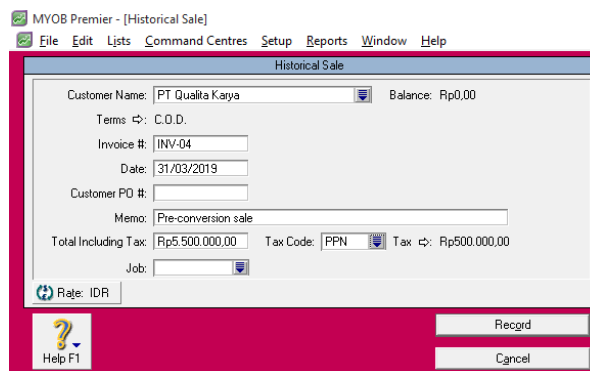 MYOB Premier - [Historical Sale]
File Edit Lists Command Centres Setup Reports Window Help
Historical Sale
Customer Name: PT Qualita Karya Balance: Rp0,00
Terms ⇨: C.O.D.
Invoice #: INV-04
Date: 31/03/2019
Customer PO #:
Memo: Pre-conversion sale
Total Including Tax: Rp5.500.000,00 Tax Code: PPN Tax ⇨: Rp500.000,00
Job:
Rate: IDR
Record
Help F1
Cancel